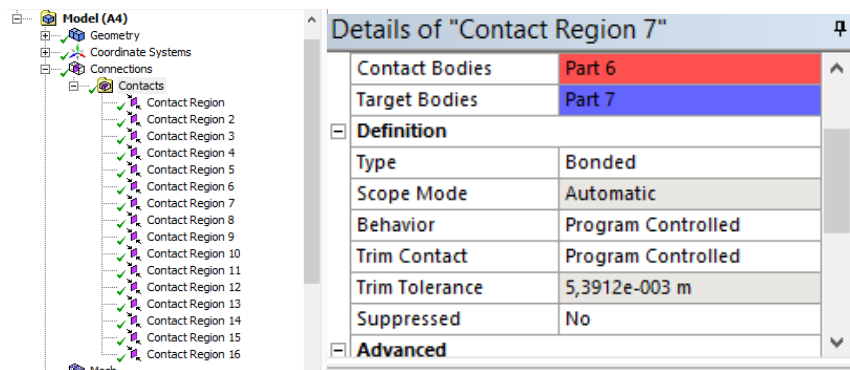 Model (A4)
Geometry
Coordinate Systems
Connections
Contacts
Contact Region
Contact Region 2
Contact Region 3
Contact Region 4
Contact Region 5
Contact Region 6
Contact Region 7
Contact Region 8
Contact Region 9
Contact Region 10
Contact Region 11
Contact Region 12
Contact Region 13
Contact Region 14
Contact Region 15
Contact Region 16
Mesh
Details of "Contact Region 7"
Contact Bodies Part 6
Target Bodies Part 7
Definition
Type Bonded
Scope Mode Automatic
Behavior Program Controlled
Trim Contact Program Controlled
Trim Tolerance 5,3912e-003 m
Suppressed No
Advanced